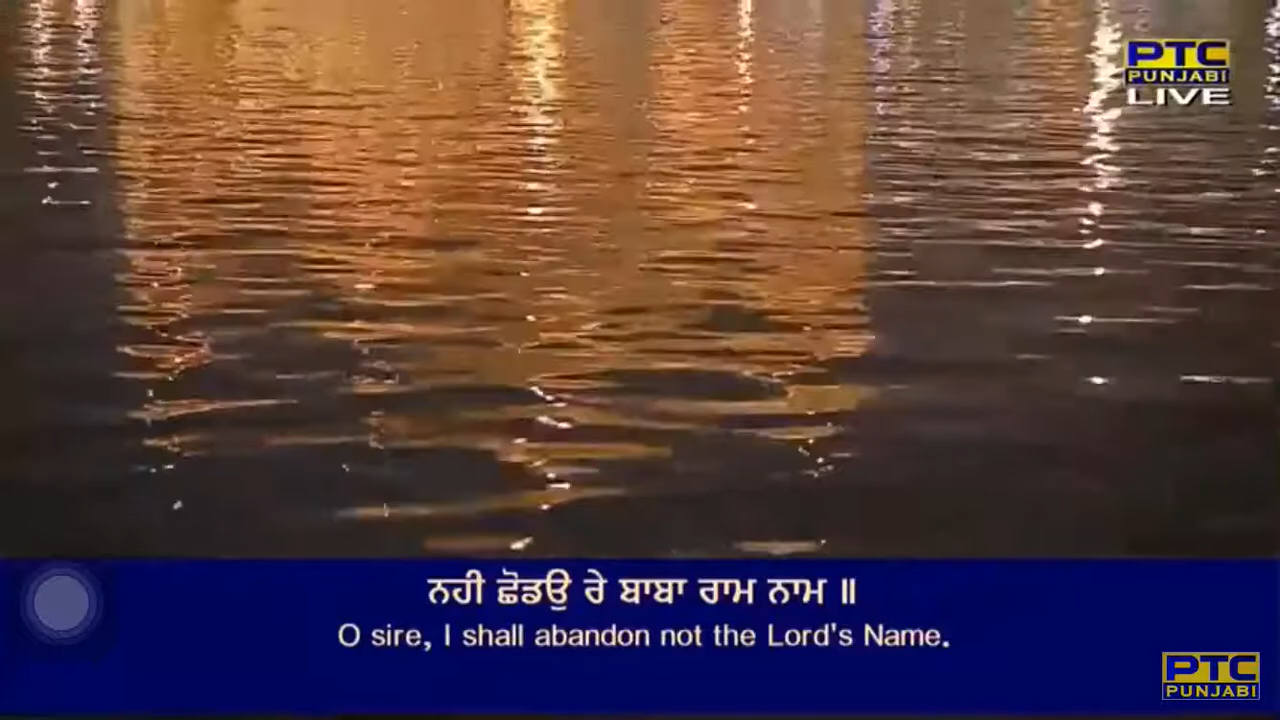 PTC
PUNJABI
LIVE
ਨਹੀ ਛੋਡਉ ਰੇ ਬਾਬਾ ਰਾਮ ਨਾਮ ॥
O sire, I shall abandon not the Lord's Name.
PTC
PUNJABI